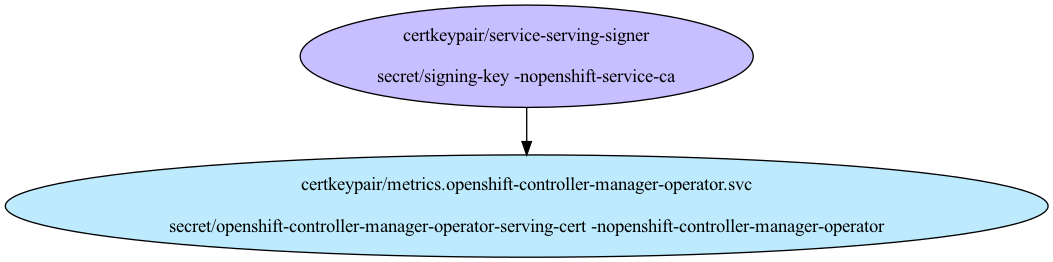 certkeypair/service-serving-signer
secret/signing-key -nopenshift-service-ca
certkeypair/metrics.openshift-controller-manager-operator.svc
secret/openshift-controller-manager-operator-serving-cert -nopenshift-controller-manager-operator